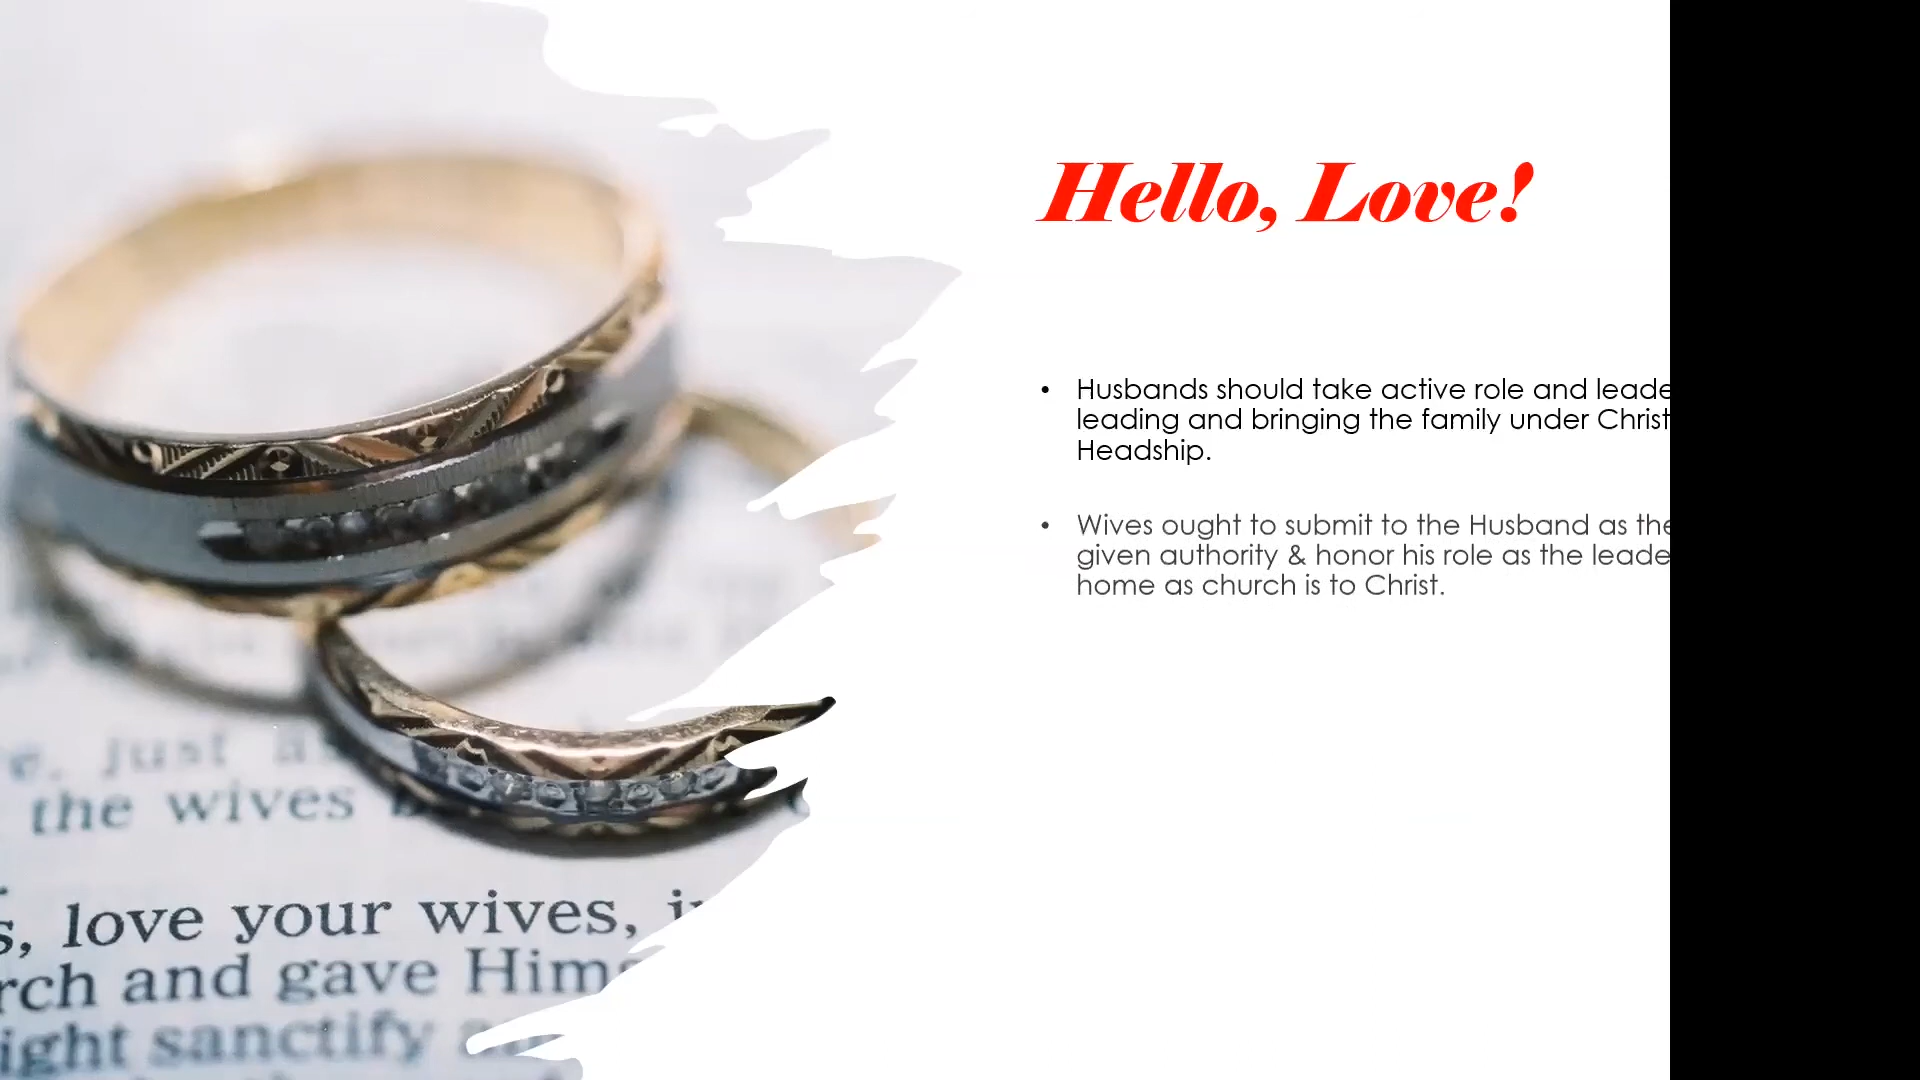 Hello, Love!
• Husbands should take active role and leade
leading and bringing the family under Christ
Headship.
• Wives ought to submit to the Husband as the
given authority & honor his role as the leade
home as church is to Christ.
just
the wives
s, love your wives,
rch and gave Him
ight sanctify